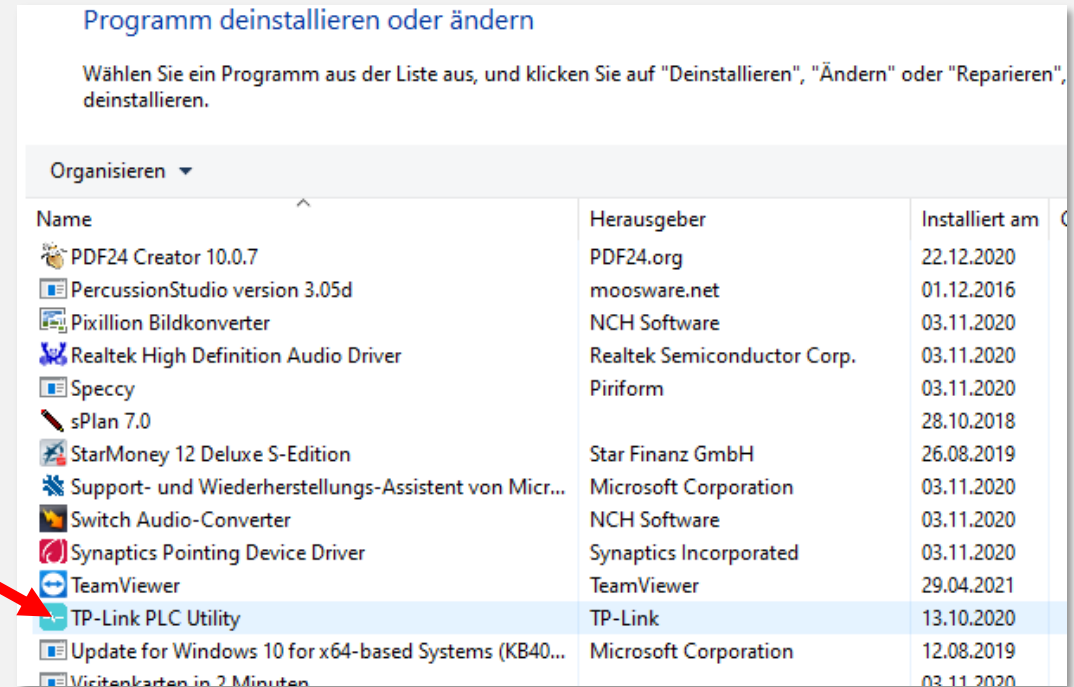 Programm deinstallieren oder ändern
Wählen Sie ein Programm aus der Liste aus, und klicken Sie auf "Deinstallieren", "Ändern" oder "Reparieren",
deinstallieren.
Organisieren
Name Herausgeber Installiert am
PDF24 Creator 10.0.7 PDF24.org 22.12.2020
PercussionStudio version 3.05d moosware.net 01.12.2016
Pixillion Bildkonverter NCH Software 03.11.2020
Realtek High Definition Audio Driver Realtek Semiconductor Corp. 03.11.2020
Speccy Piriform 03.11.2020
sPlan 7.0 28.10.2018
StarMoney 12 Deluxe S-Edition Star Finanz GmbH 26.08.2019
Support- und Wiederherstellungs-Assistent von Micr... Microsoft Corporation 03.11.2020
Switch Audio-Converter NCH Software 03.11.2020
Synaptics Pointing Device Driver Synaptics Incorporated 03.11.2020
TeamViewer TeamViewer 29.04.2021
TP-Link PLC Utility TP-Link 13.10.2020
Update for Windows 10 for x64-based Systems (KB40... Microsoft Corporation 12.08.2019
Visitenkarten in 2 Minuten 03.11.2020